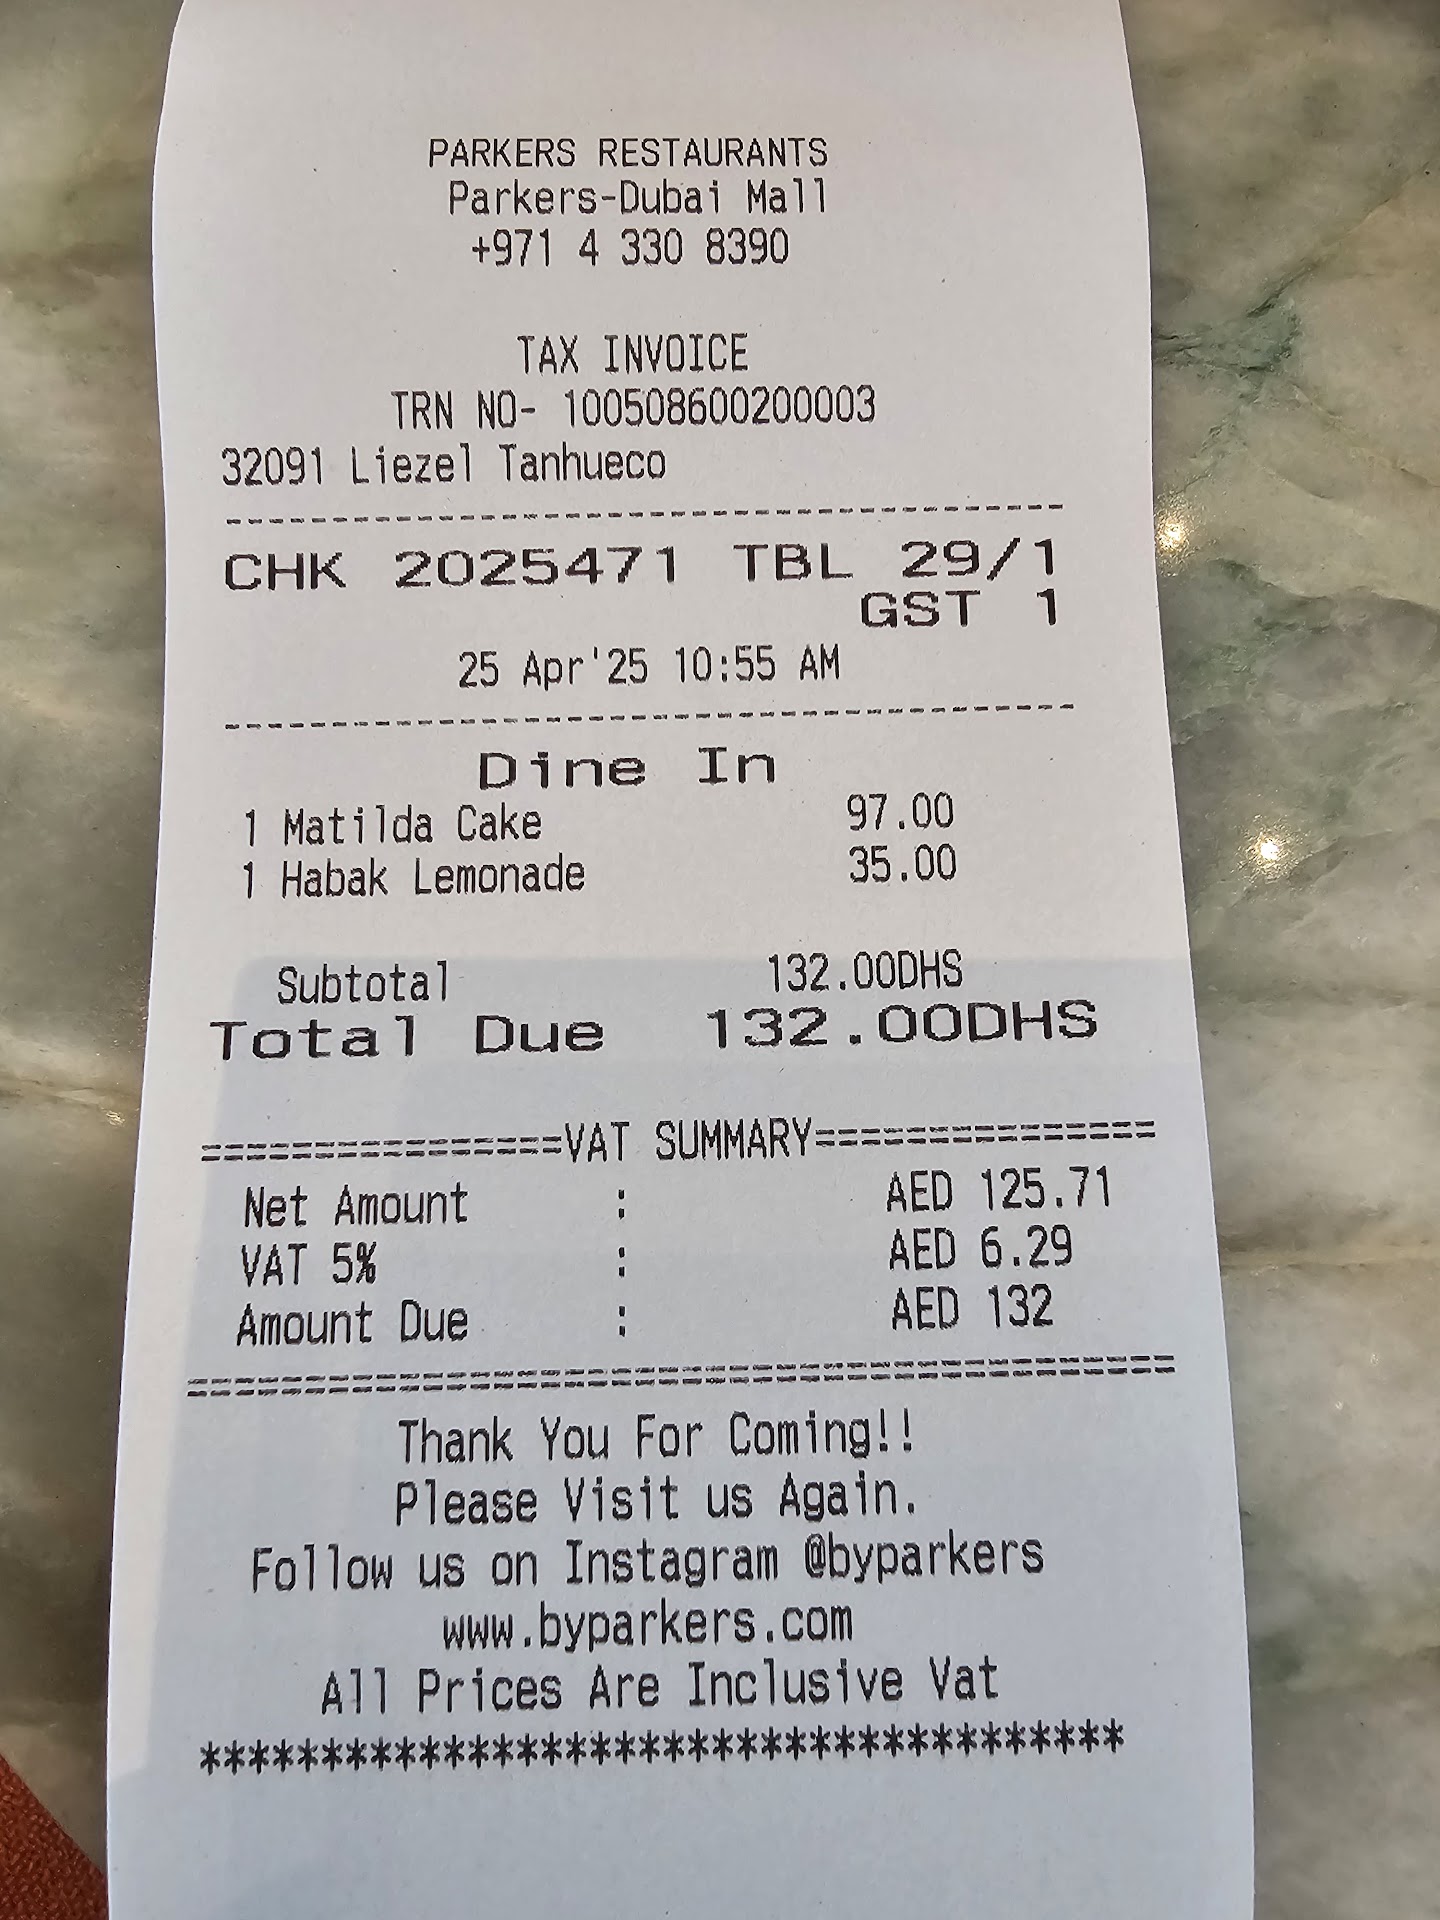 PARKERS RESTAURANTS
Parkers-Dubai Mall
+971 4 330 8390
TAX INVOICE
TRN NO- 100508600200003
32091 Liezel Tanhueco
----------------------------------------
CHK 2025471 TBL 29/1
GST 1
25 Apr'25 10:55 AM
----------------------------------------
Dine In
1 Matilda Cake 97.00
1 Habak Lemonade 35.00
Subtotal 132.00DHS
Total Due 132.00DHS
================VAT SUMMARY===============
Net Amount : AED 125.71
VAT 5% : AED 6.29
Amount Due : AED 132
==========================================
Thank You For Coming!!
Please Visit us Again.
Follow us on Instagram @byparkers
www.byparkers.com
All Prices Are Inclusive Vat
**************************************